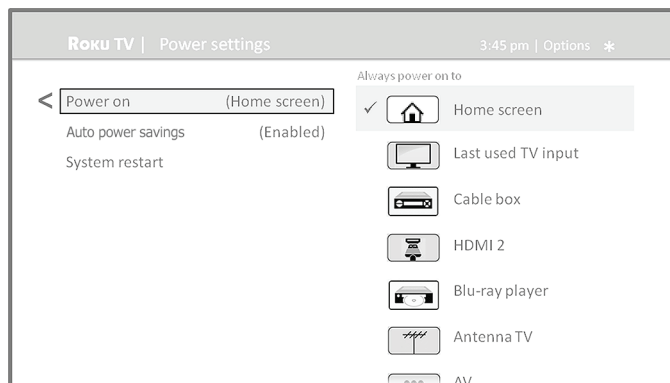 Roku TV | Power settings
3:45 pm | Options
Always power on to
Power on (Home screen)
Auto power savings (Enabled)
System restart
Home screen
Last used TV input
Cable box
HDMI 2
Blu-ray player
Antenna TV
AV